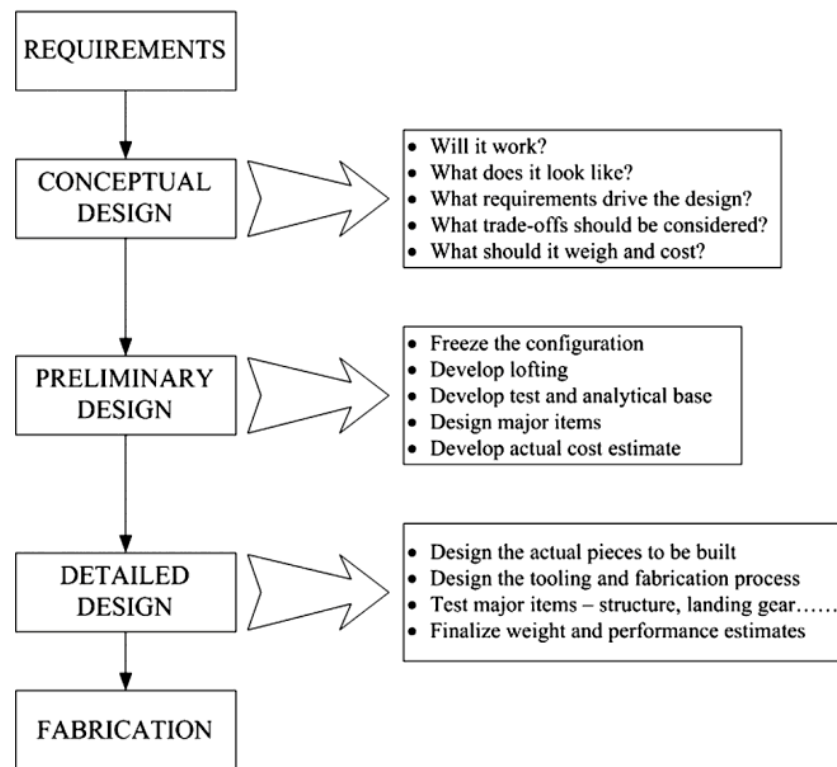 REQUIREMENTS
CONCEPTUAL
DESIGN
• Will it work?
• What does it look like?
• What requirements drive the design?
• What trade-offs should be considered?
• What should it weigh and cost?
PRELIMINARY
DESIGN
• Freeze the configuration
• Develop lofting
• Develop test and analytical base
• Design major items
• Develop actual cost estimate
DETAILED
DESIGN
• Design the actual pieces to be built
• Design the tooling and fabrication process
• Test major items – structure, landing gear……
• Finalize weight and performance estimates
FABRICATION